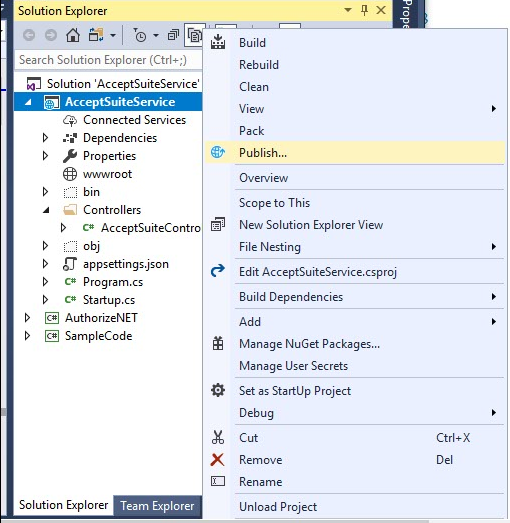 Solution Explorer
Search Solution Explorer (Ctrl+;)
Solution 'AcceptSuiteService'
AcceptSuiteService
Connected Services
Dependencies
Properties
wwwroot
bin
Controllers
C# AcceptSuiteContro
obj
appsettings.json
C# Program.cs
C# Startup.cs
C# AuthorizeNET
C# SampleCode
Solution Explorer
Team Explorer
Build
Rebuild
Clean
View
Pack
Publish...
Overview
Scope to This
New Solution Explorer View
File Nesting
Edit AcceptSuiteService.csproj
Build Dependencies
Add
Manage NuGet Packages...
Manage User Secrets
Set as StartUp Project
Debug
Cut Ctrl+X
Remove Del
Rename
Unload Project
Prope